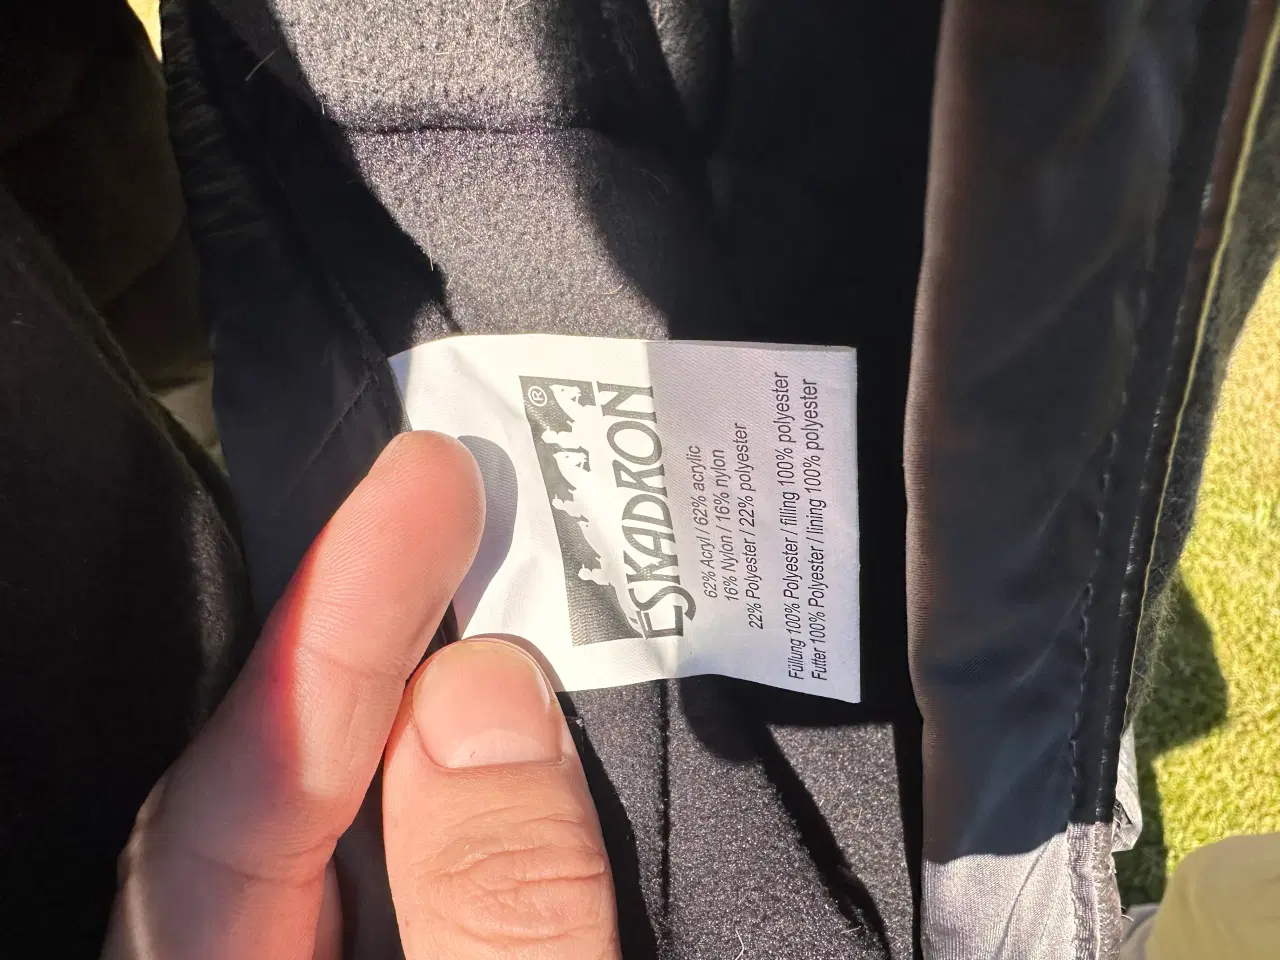 ®
ESKADRON
62% Acryl / 62% acrylic
16% Nylon / 16% nylon
22% Polyester / 22% polyester
Füllung 100% Polyester / filling 100% polyester
Futter 100% Polyester / lining 100% polyester